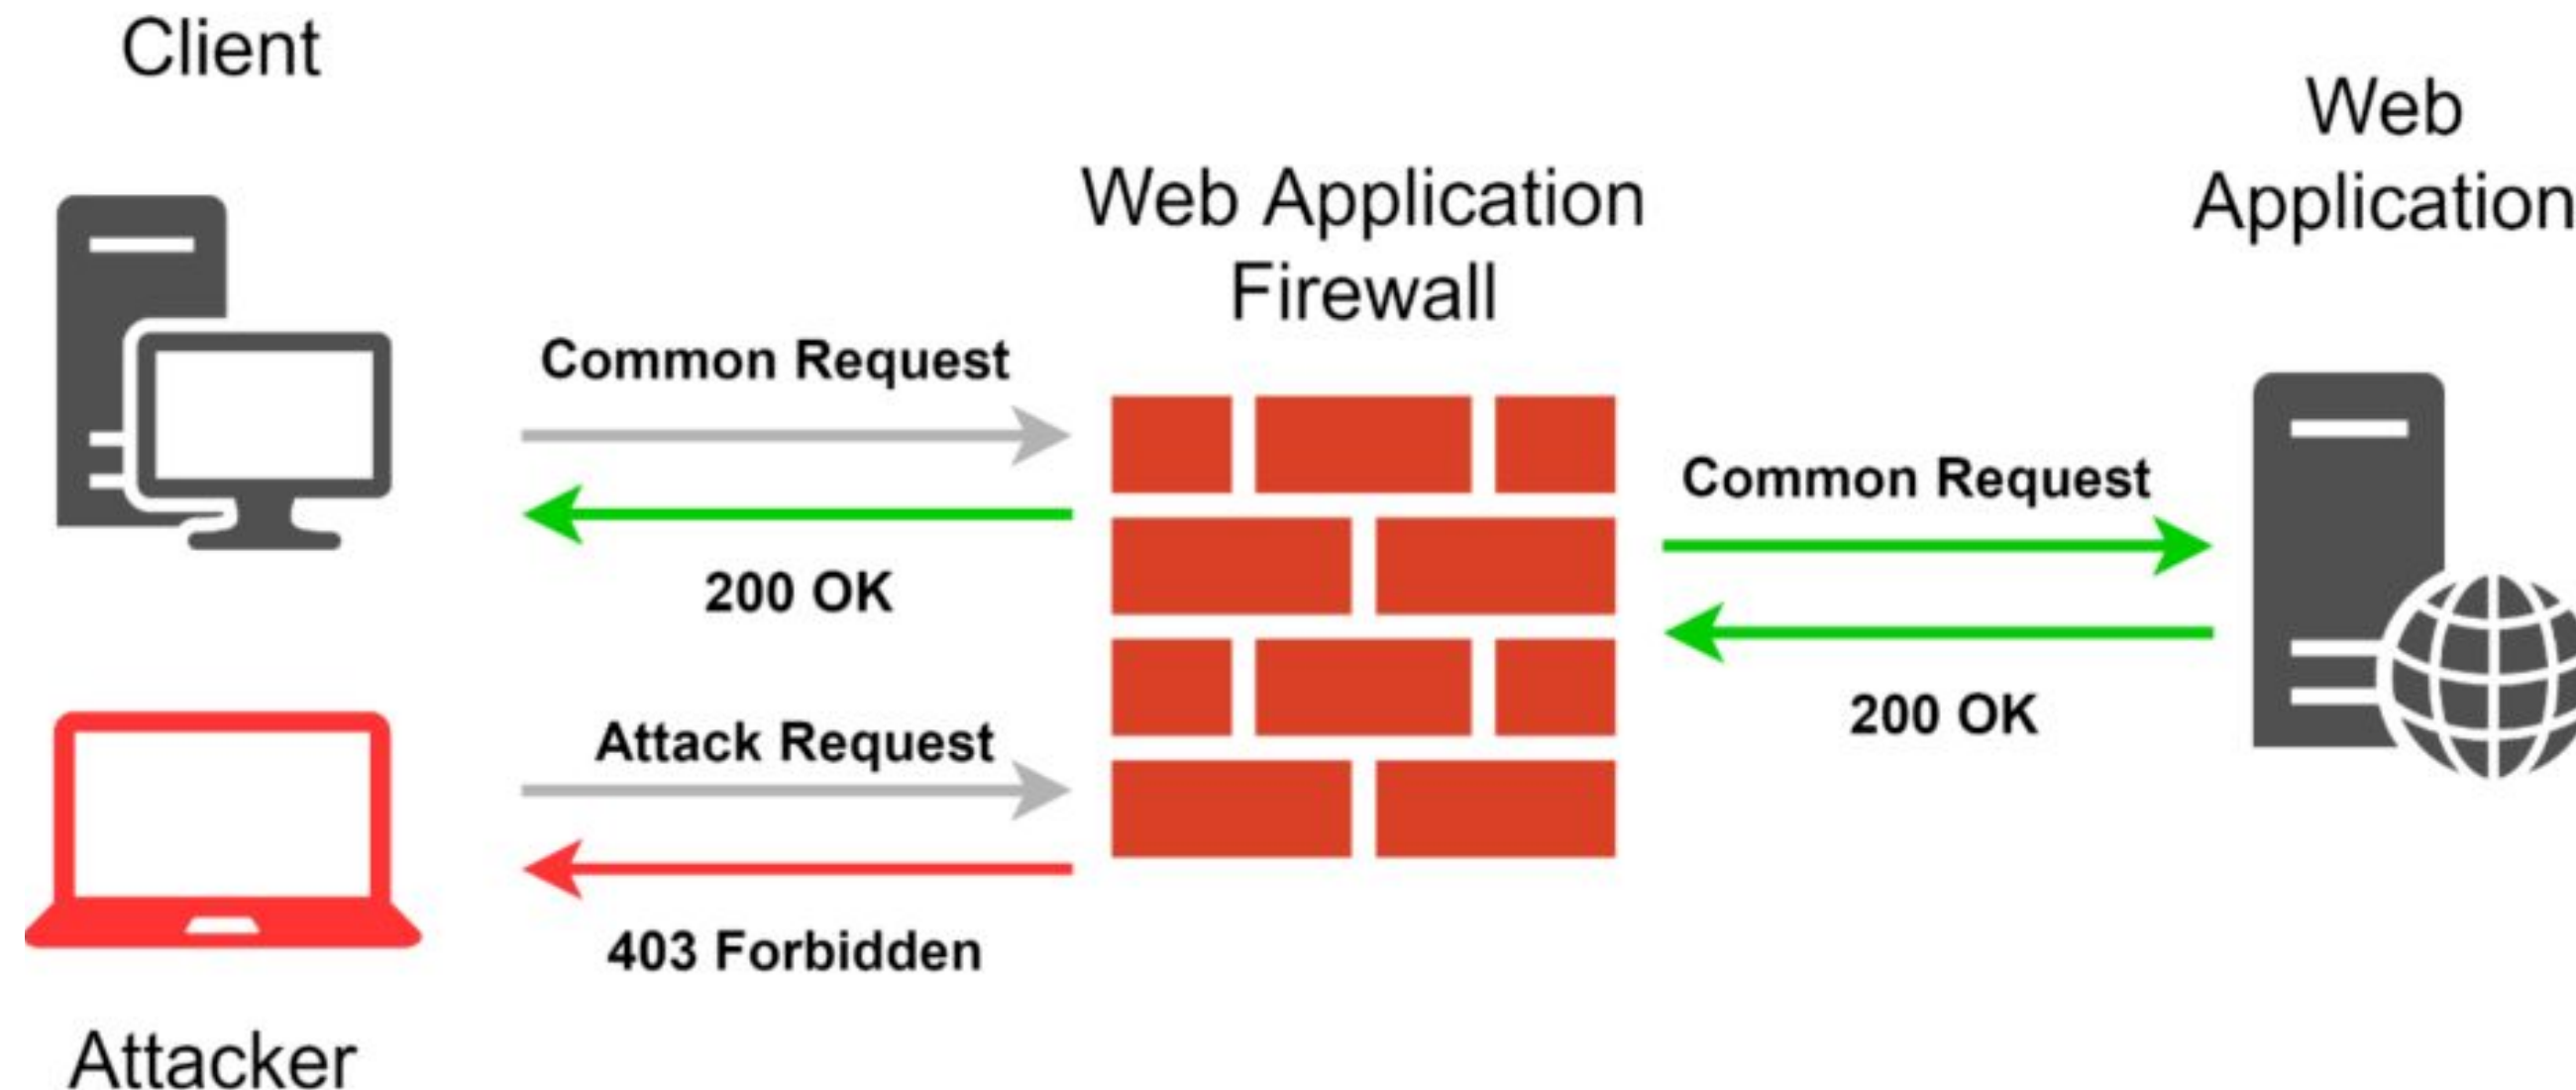 Client
Web
Application
Web Application
Firewall
Common Request
200 OK
Common Request
200 OK
Attack Request
403 Forbidden
Attacker